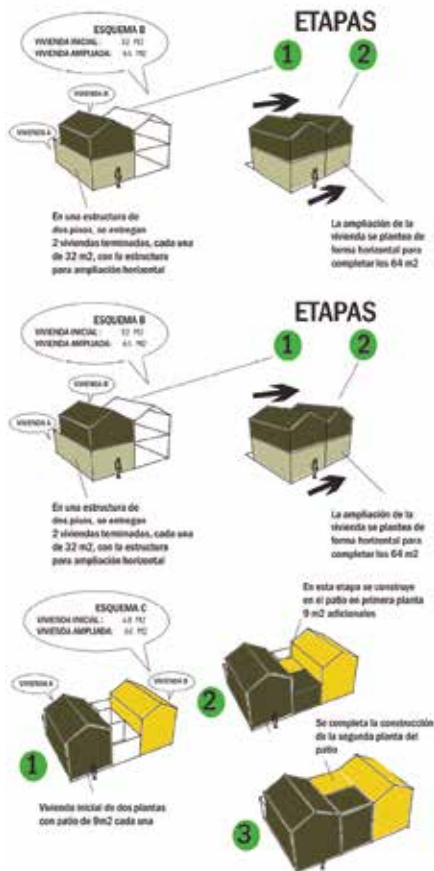 ETAPAS
ESQUEMA B
VIVIENDA INICIAL: 32 M2
VIVIENDA AMPLIADA: 64 M2
1
2
VIVIENDA B
VIVIENDA A
En una estructura de
dos pisos, se entregan
2 viviendas terminadas, cada una
de 32 m2, con la estructura
para ampliación horizontal
La ampliación de la
vivienda se plantea de
forma horizontal para
completar los 64 m2
ETAPAS
ESQUEMA B
VIVIENDA INICIAL: 32 M2
VIVIENDA AMPLIADA: 64 M2
1
2
VIVIENDA B
VIVIENDA A
En una estructura de
dos pisos, se entregan
2 viviendas terminadas, cada una
de 32 m2, con la estructura
para ampliación horizontal
La ampliación de la
vivienda se plantea de
forma horizontal para
completar los 64 m2
ESQUEMA C
VIVIENDA INICIAL:
VIVIENDA AMPLIADA:
VIVIENDA A
VIVIENDA B
1
Vivienda inicial de dos plantas
con patio de 9m2 cada una
En esta etapa se construye
en el patio en primera planta
9 m2 adicionales
2
Se completa la construcción
de la segunda planta del
patio
3